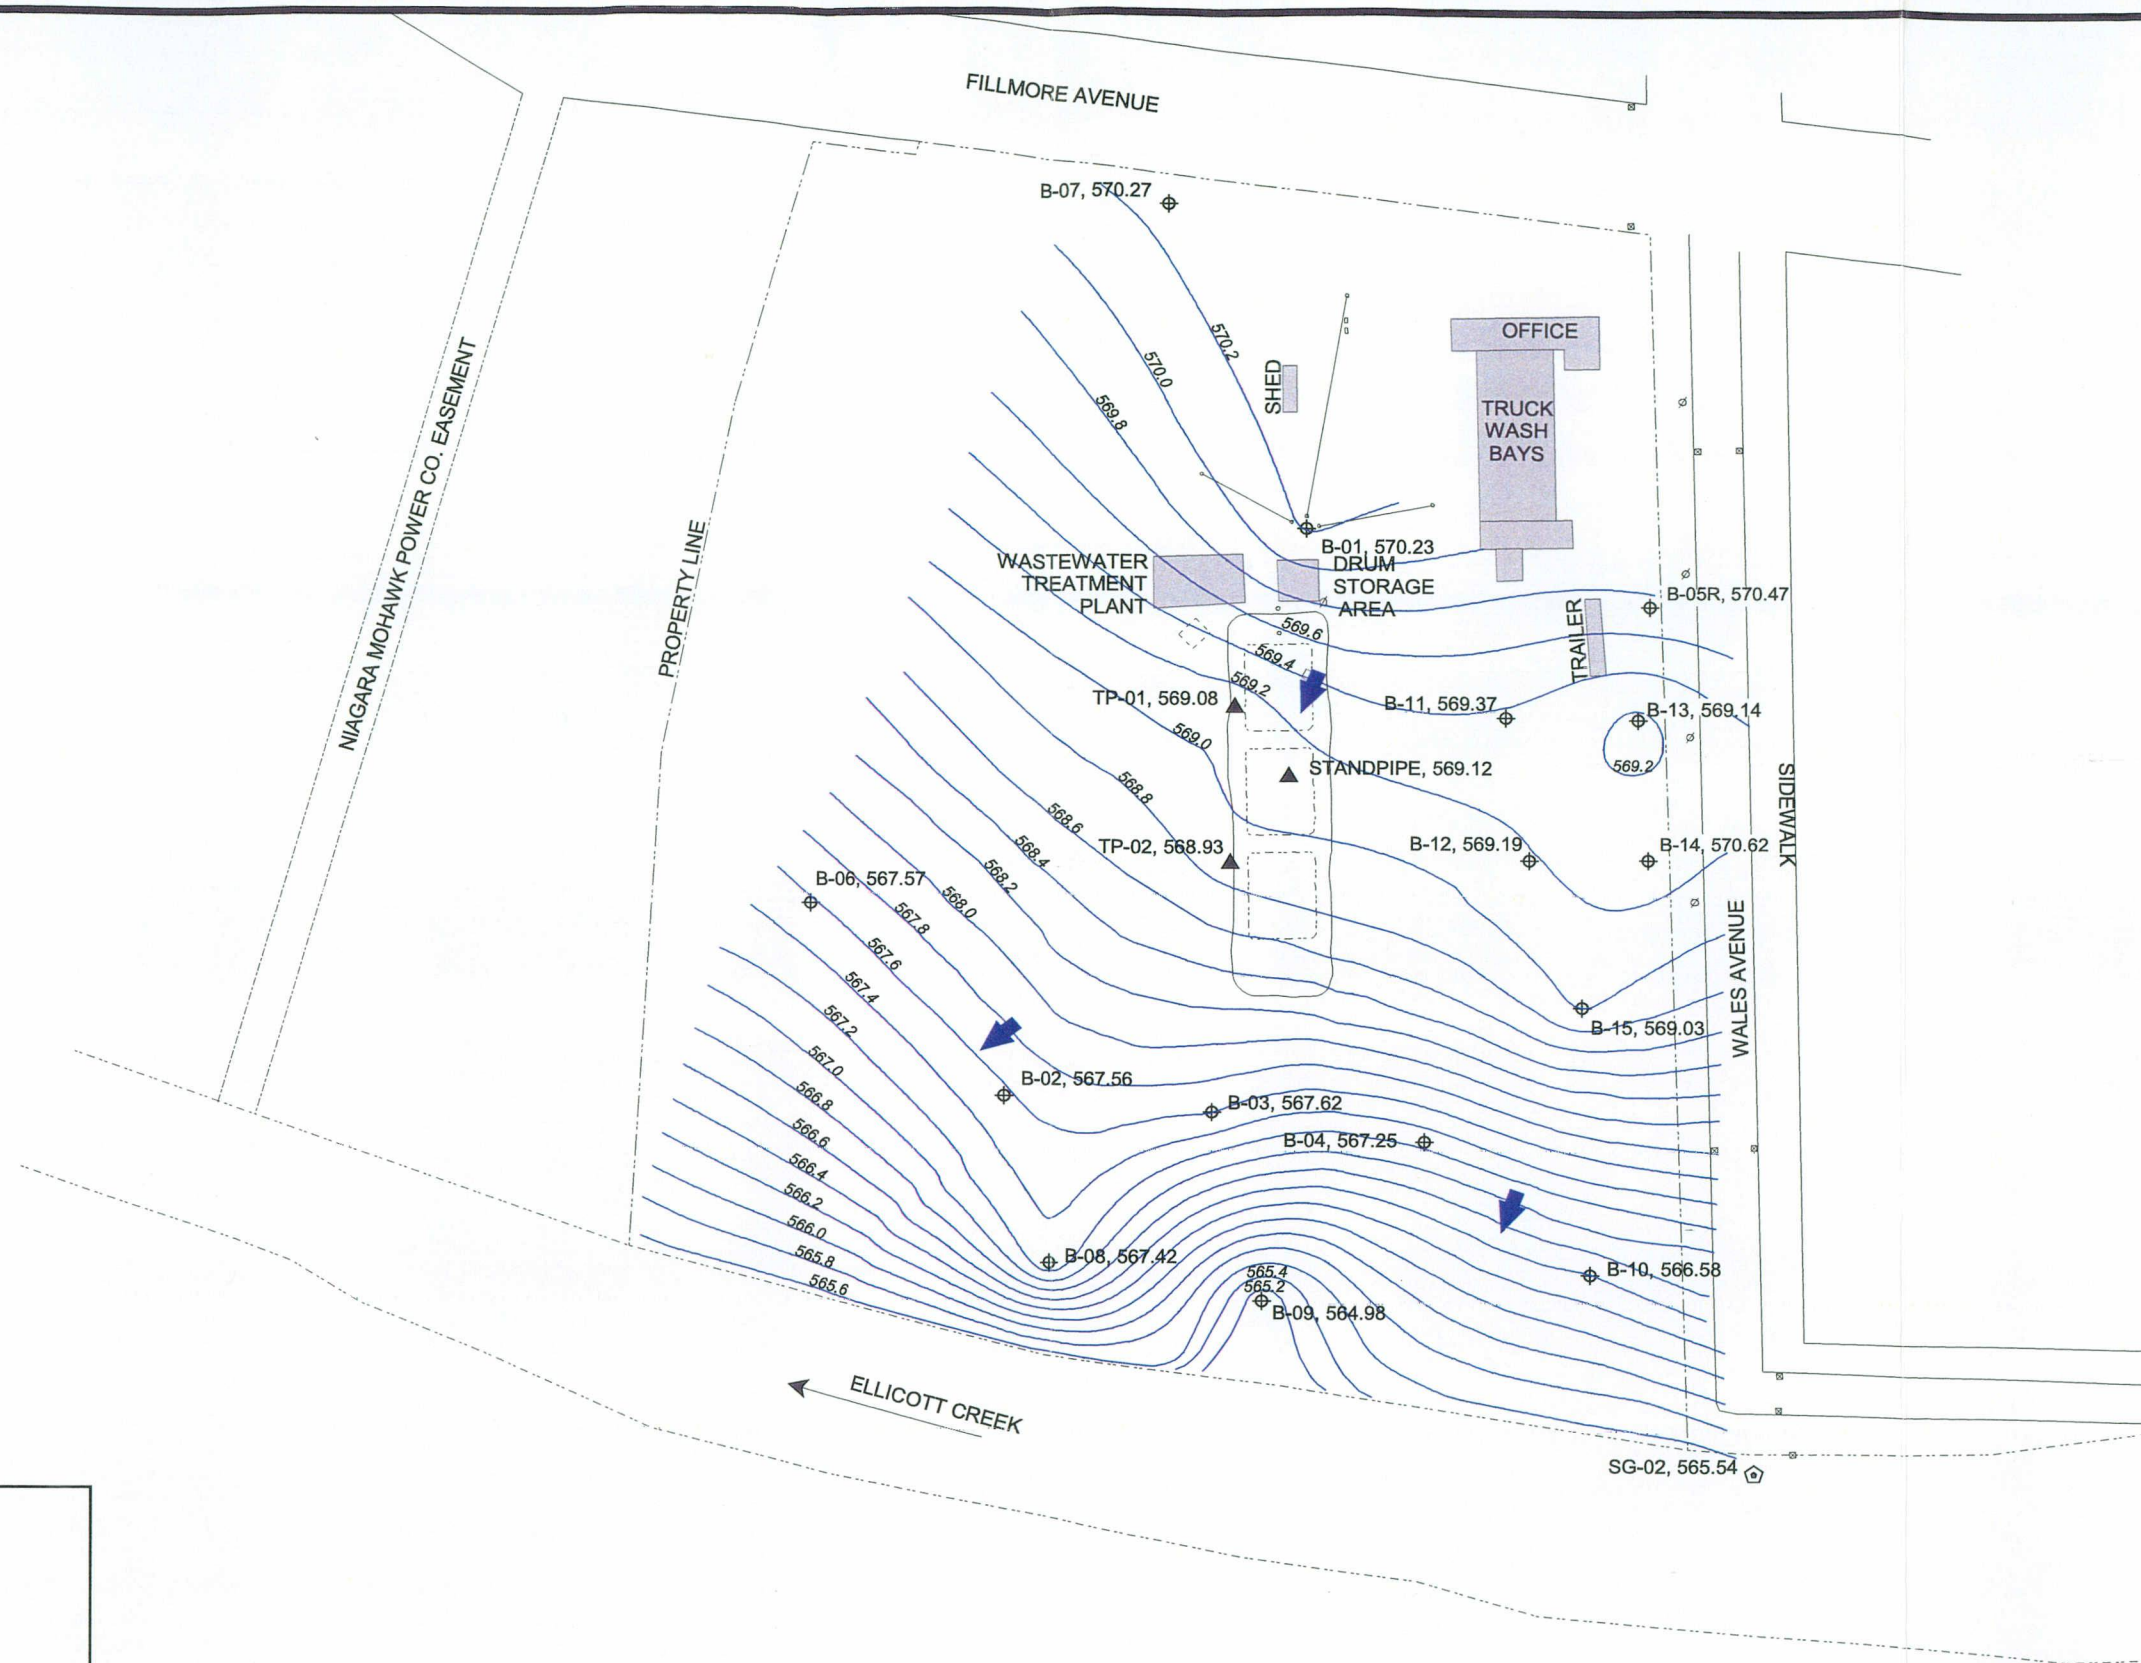 FILLMORE AVENUE
B-07, 570.27
570.2
570.0
569.8
SHED
OFFICE
TRUCK
WASH
BAYS
NIAGARA MOHAWK POWER CO. EASEMENT
PROPERTY LINE
B-01, 570.23
WASTEWATER
TREATMENT
PLANT
DRUM
STORAGE
AREA
B-05R, 570.47
TRAILER
569.6
569.4
569.2
TP-01, 569.08
B-11, 569.37
B-13, 569.14
569.0
STANDPIPE, 569.12
569.2
SIDEWALK
568.8
568.6
TP-02, 568.93
B-12, 569.19
B-14, 570.62
568.4
568.2
B-06, 567.57
568.0
567.8
567.6
567.4
567.2
WALES AVENUE
B-15, 569.03
567.0
B-02, 567.56
566.8
B-03, 567.62
566.6
B-04, 567.25
566.4
566.2
566.0
565.8
565.6
B-08, 567.42
565.4
565.2
B-09, 564.98
B-10, 566.58
ELLICOTT CREEK
SG-02, 565.54